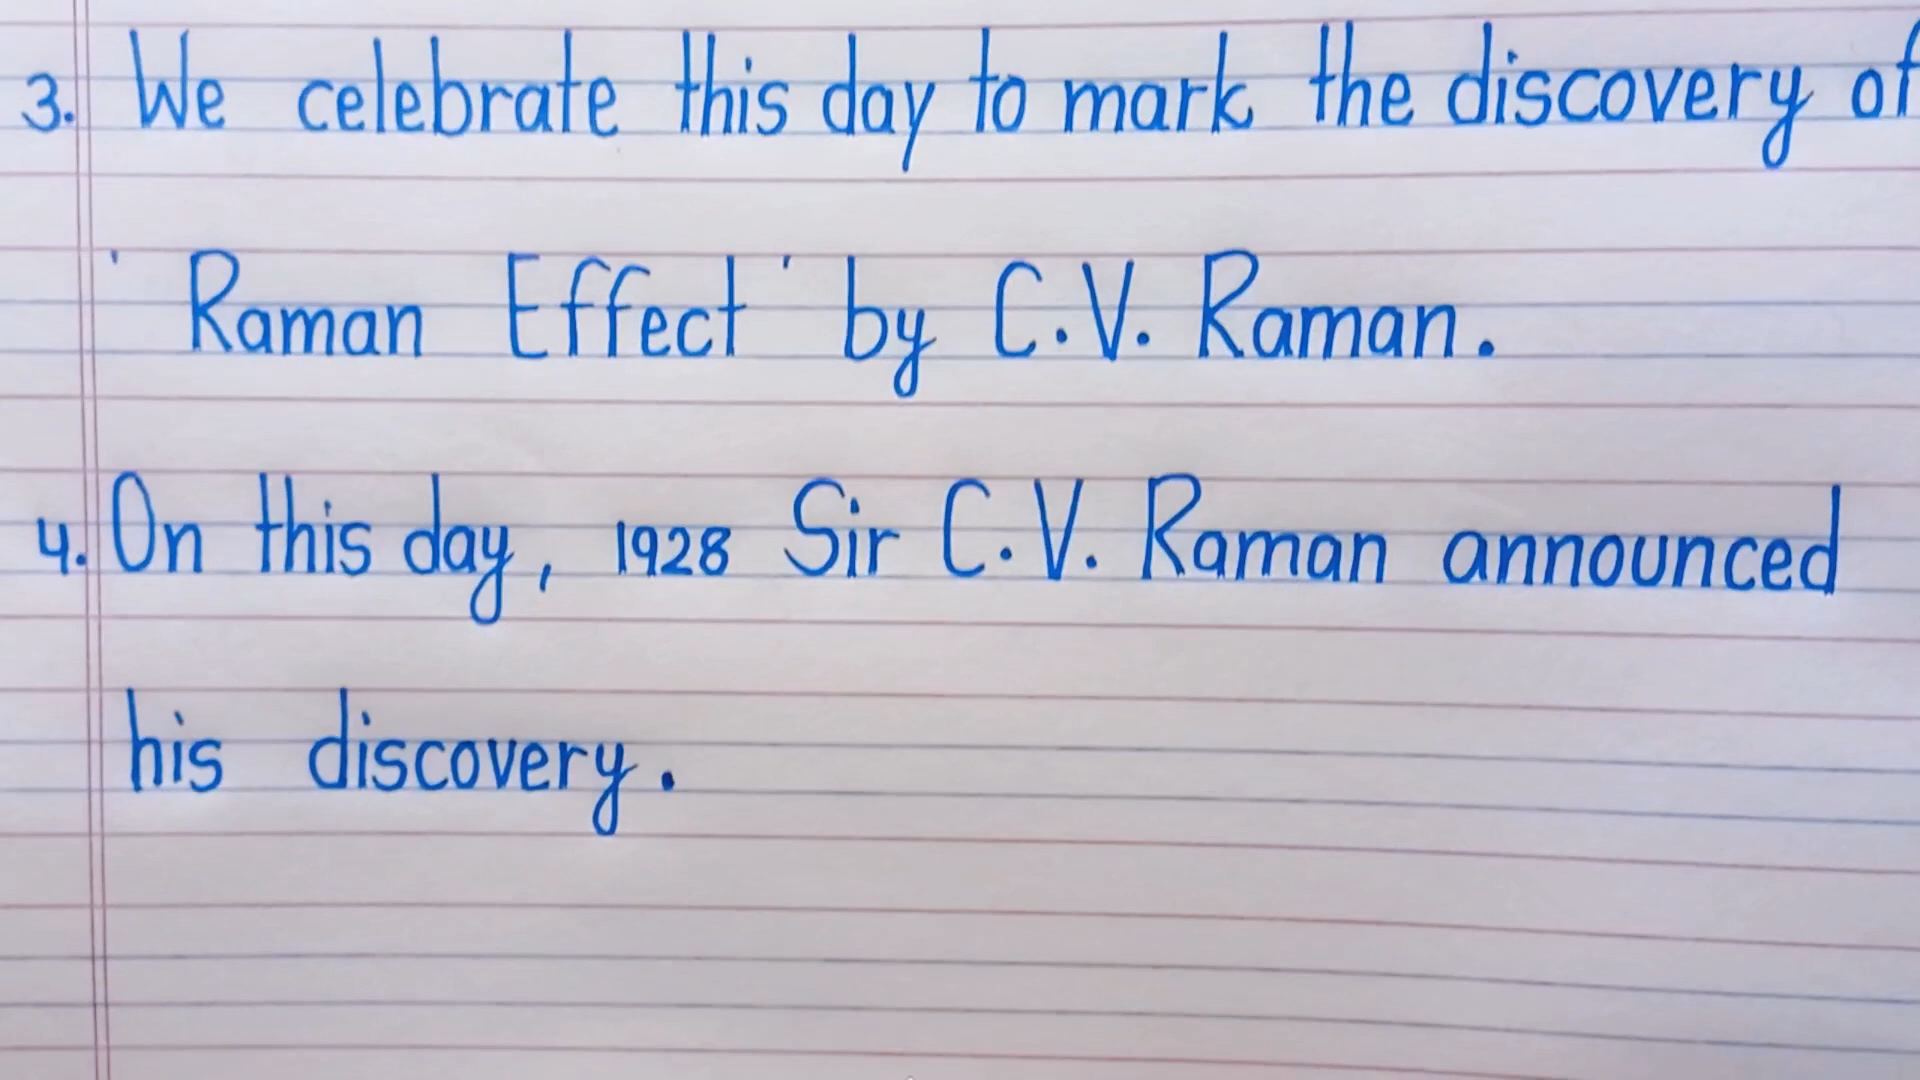 3. We celebrate this day to mark the discovery of
'Raman Effect' by C.V. Raman.
4. On this day, 1928 Sir C.V. Raman announced
his discovery.